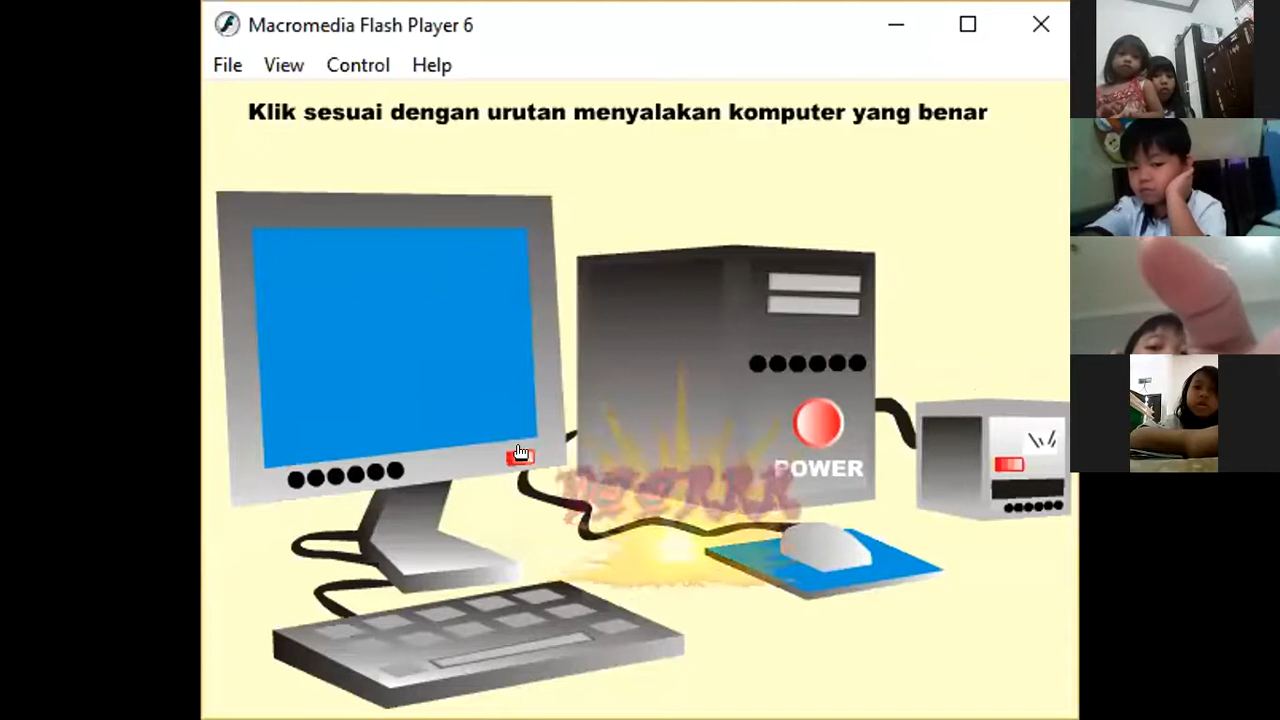 Macromedia Flash Player 6
File View Control Help
Klik sesuai dengan urutan menyalakan komputer yang benar
POWER